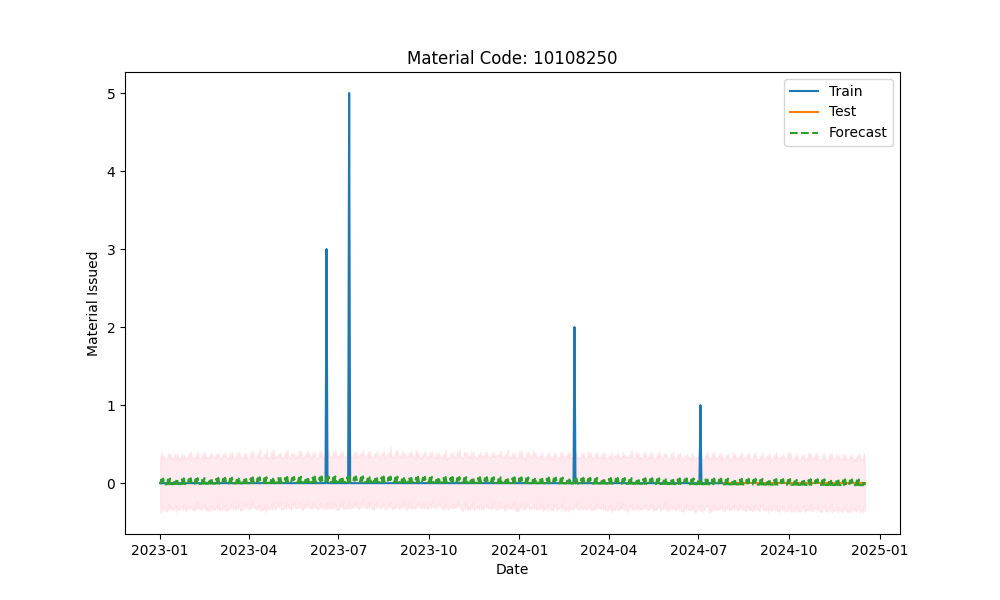 Material Code: 10108250
Train
Test
Forecast
Material Issued
5
4
3
2
1
0
2023-01 2023-04 2023-07 2023-10 2024-01 2024-04 2024-07 2024-10 2025-01
Date